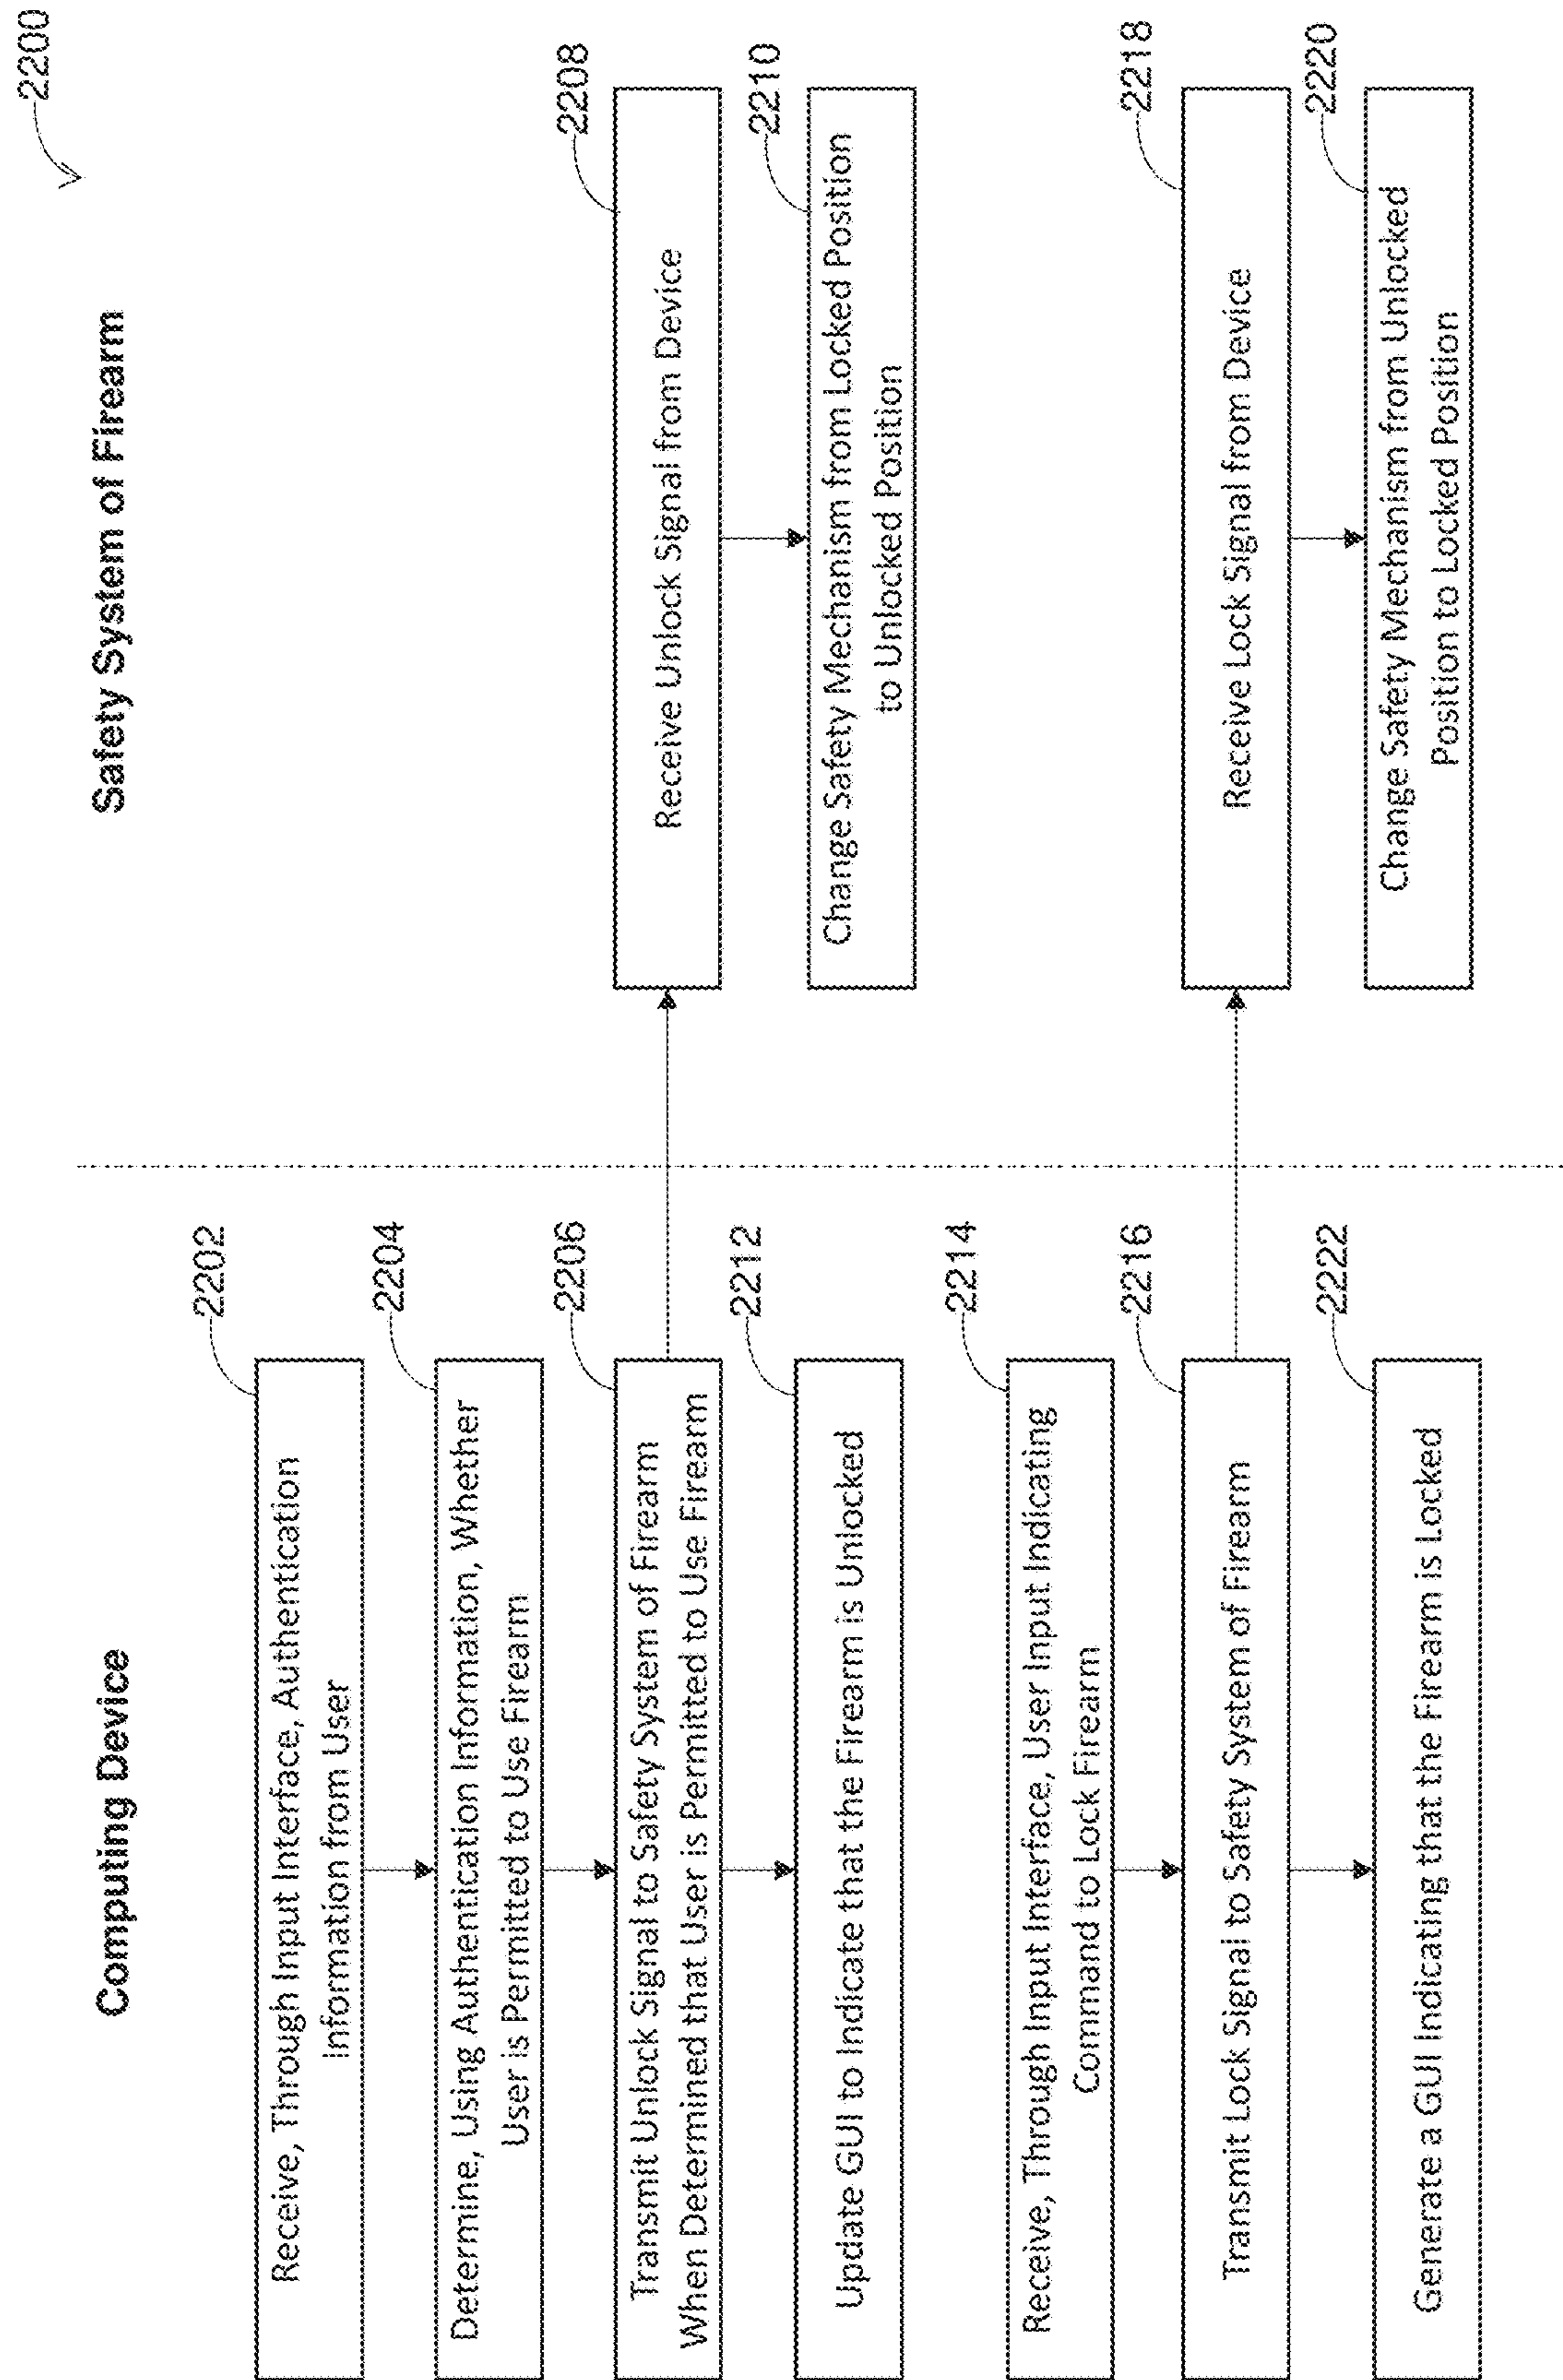 2200
Computing Device
Safety System of Firearm
2202
Receive, Through Input Interface, Authentication
Information from User
2204
Determine, Using Authentication Information, Whether
User is Permitted to Use Firearm
2206
Transmit Unlock Signal to Safety System of Firearm
When Determined that User is Permitted to Use Firearm
2208
Receive Unlock Signal from Device
2210
Change Safety Mechanism from Locked Position
to Unlocked Position
2212
Update GUI to Indicate that the Firearm is Unlocked
2214
Receive, Through Input Interface, User Input Indicating
Command to Lock Firearm
2216
Transmit Lock Signal to Safety System of Firearm
2218
Receive Lock Signal from Device
2220
Change Safety Mechanism from Unlocked
Position to Locked Position
2222
Generate a GUI Indicating that the Firearm is Locked